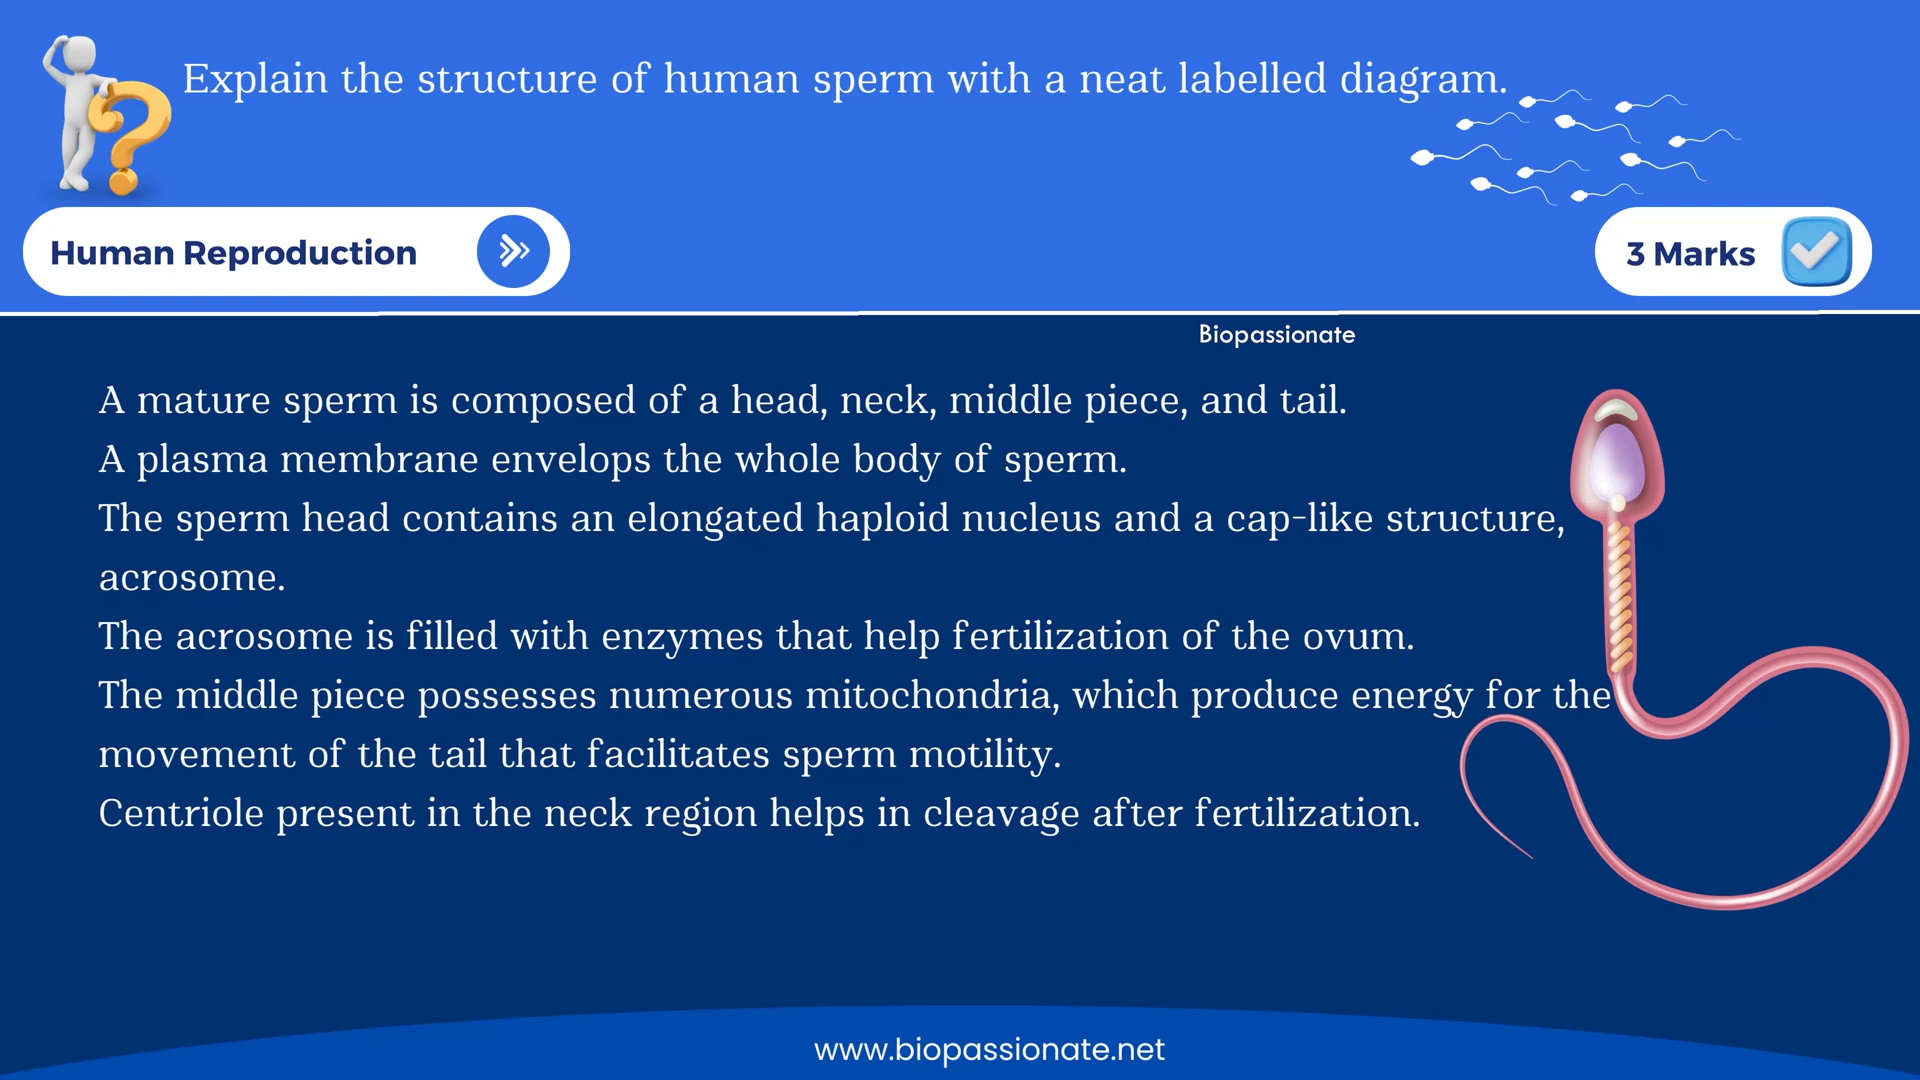 Explain the structure of human sperm with a neat labelled diagram.
Human Reproduction
3 Marks
Biopassionate
A mature sperm is composed of a head, neck, middle piece, and tail.
A plasma membrane envelops the whole body of sperm.
The sperm head contains an elongated haploid nucleus and a cap-like structure,
acrosome.
The acrosome is filled with enzymes that help fertilization of the ovum.
The middle piece possesses numerous mitochondria, which produce energy for the
movement of the tail that facilitates sperm motility.
Centriole present in the neck region helps in cleavage after fertilization.
www.biopassionate.net